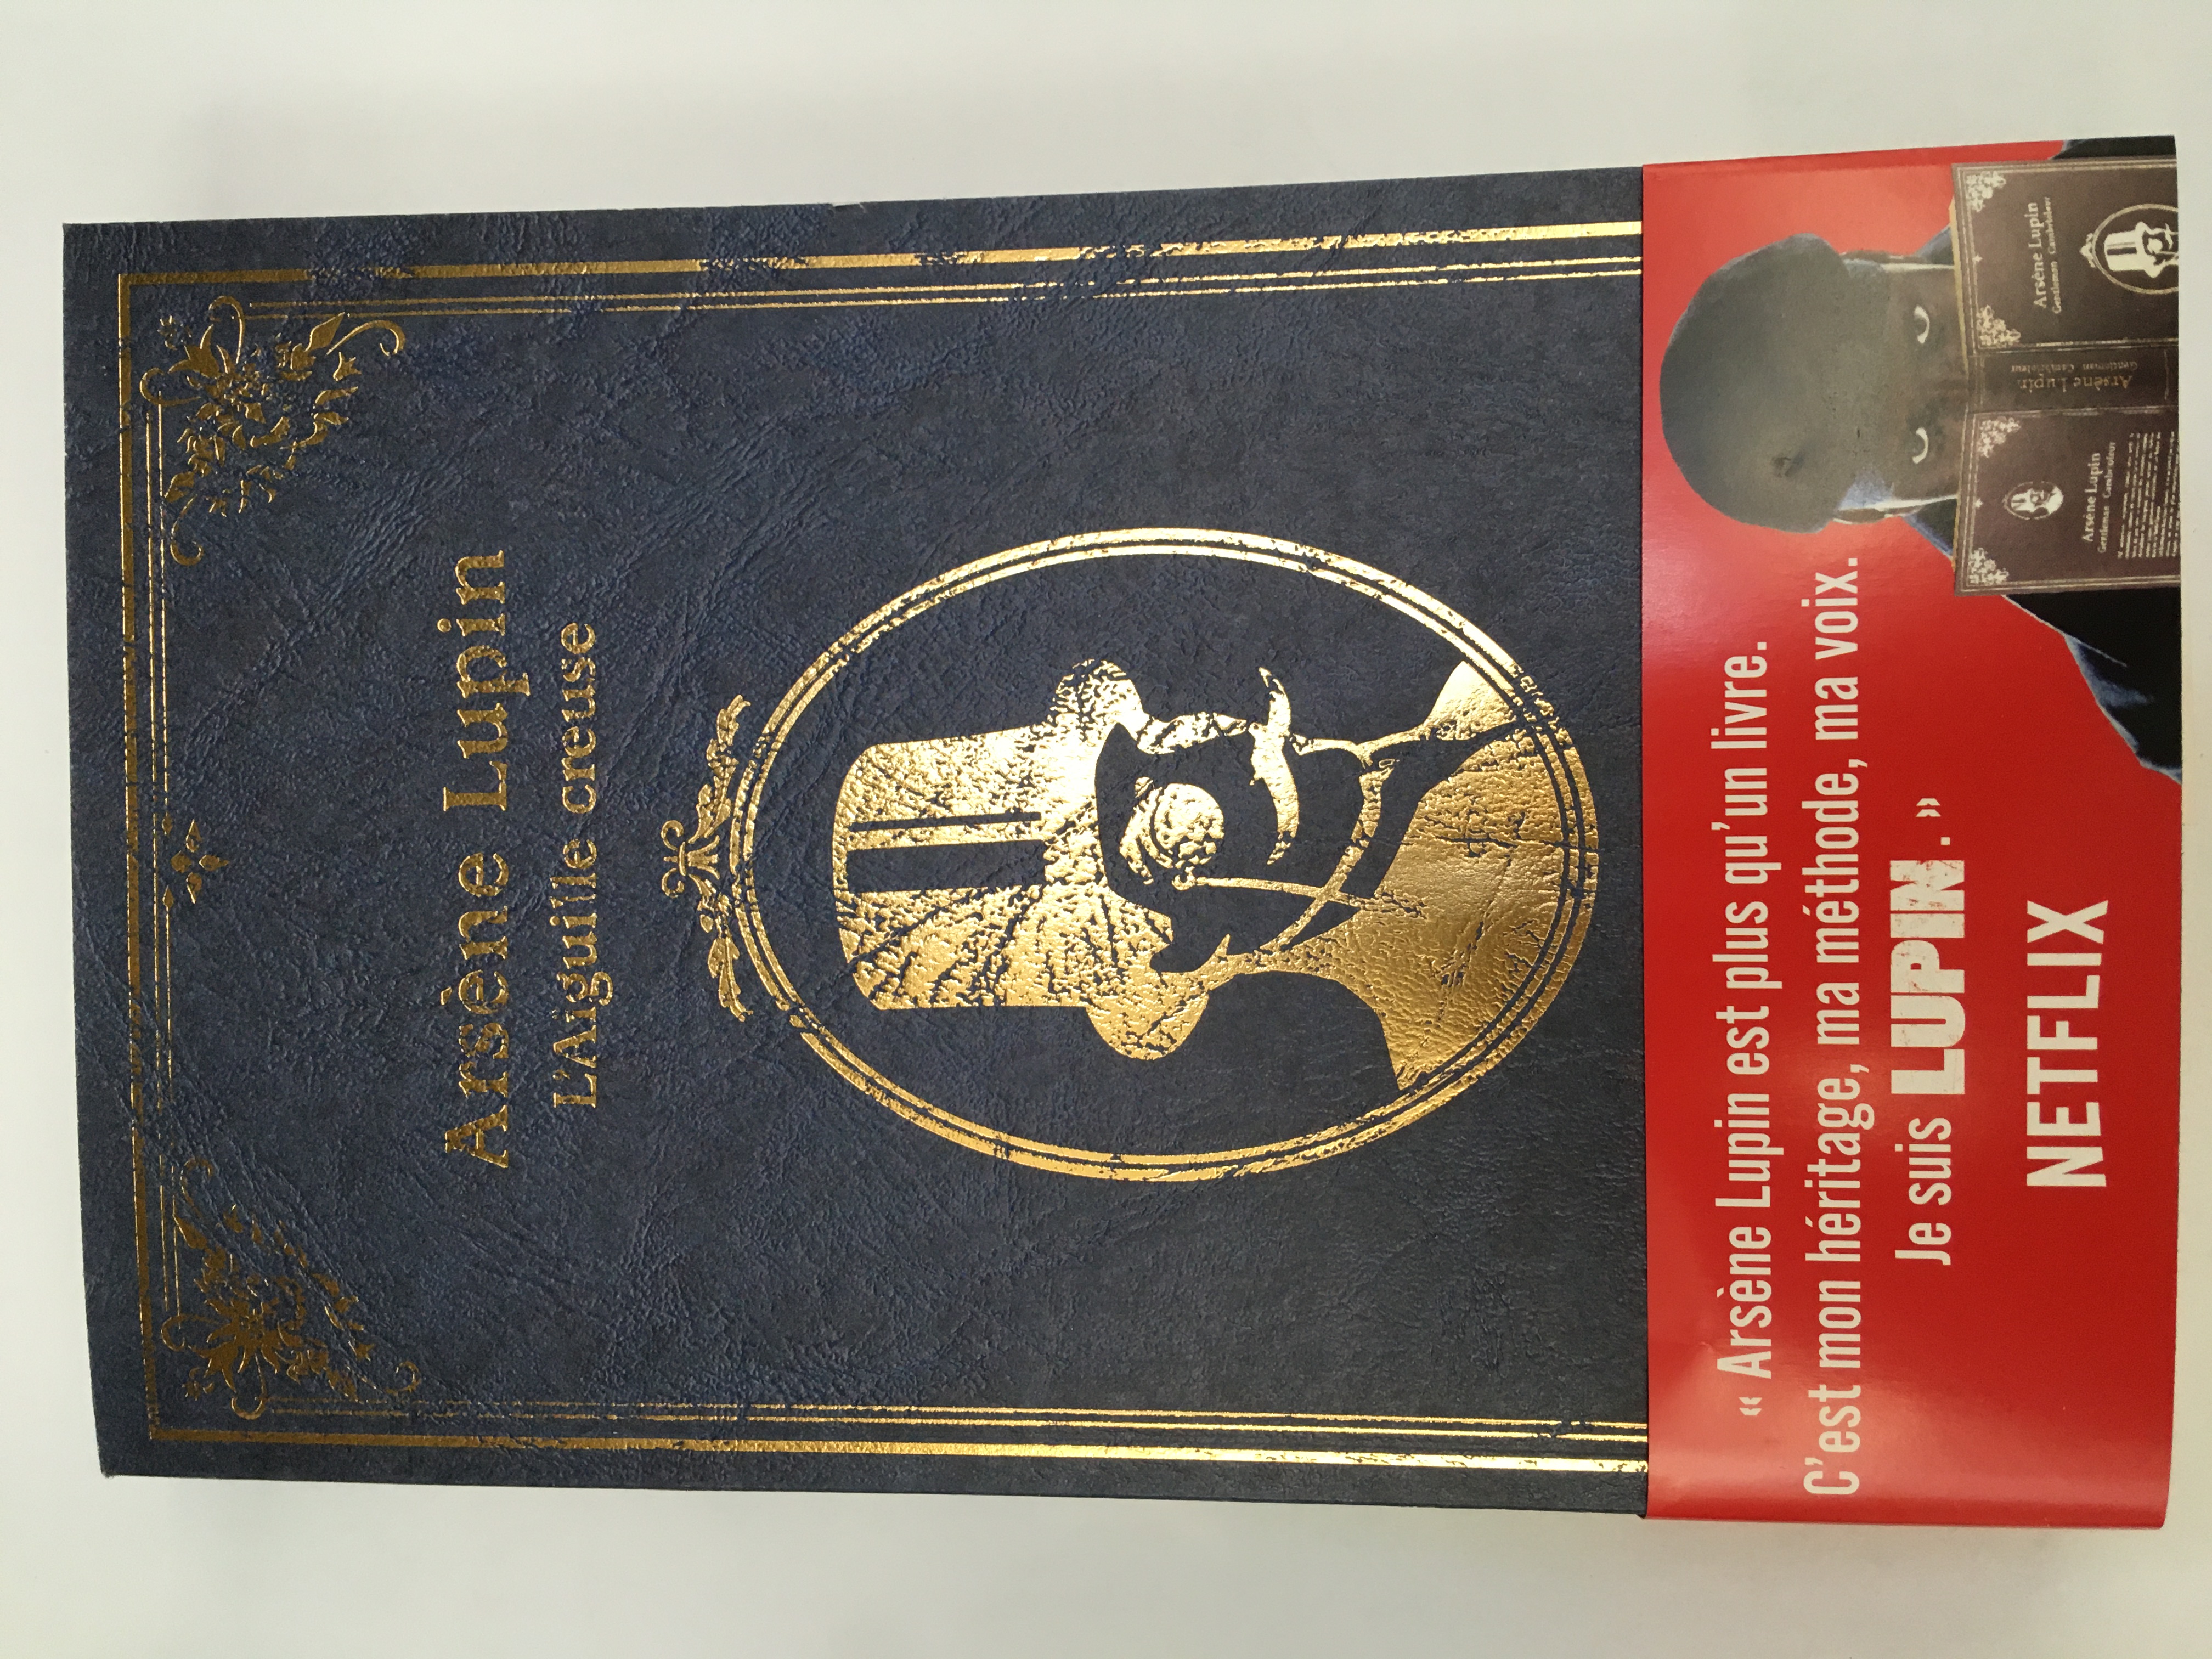 Arsène Lupin
L'Aiguille creuse
« Arsène Lupin est plus qu'un livre.
C'est mon héritage, ma méthode, ma voix.
Je suis LUPIN. »
NETFLIX
Arsène Lupin
Gentleman Cambrioleur
Arsène Lupin
Gentleman Cambrioleur
Arsène Lupin
Gentleman Cambrioleur